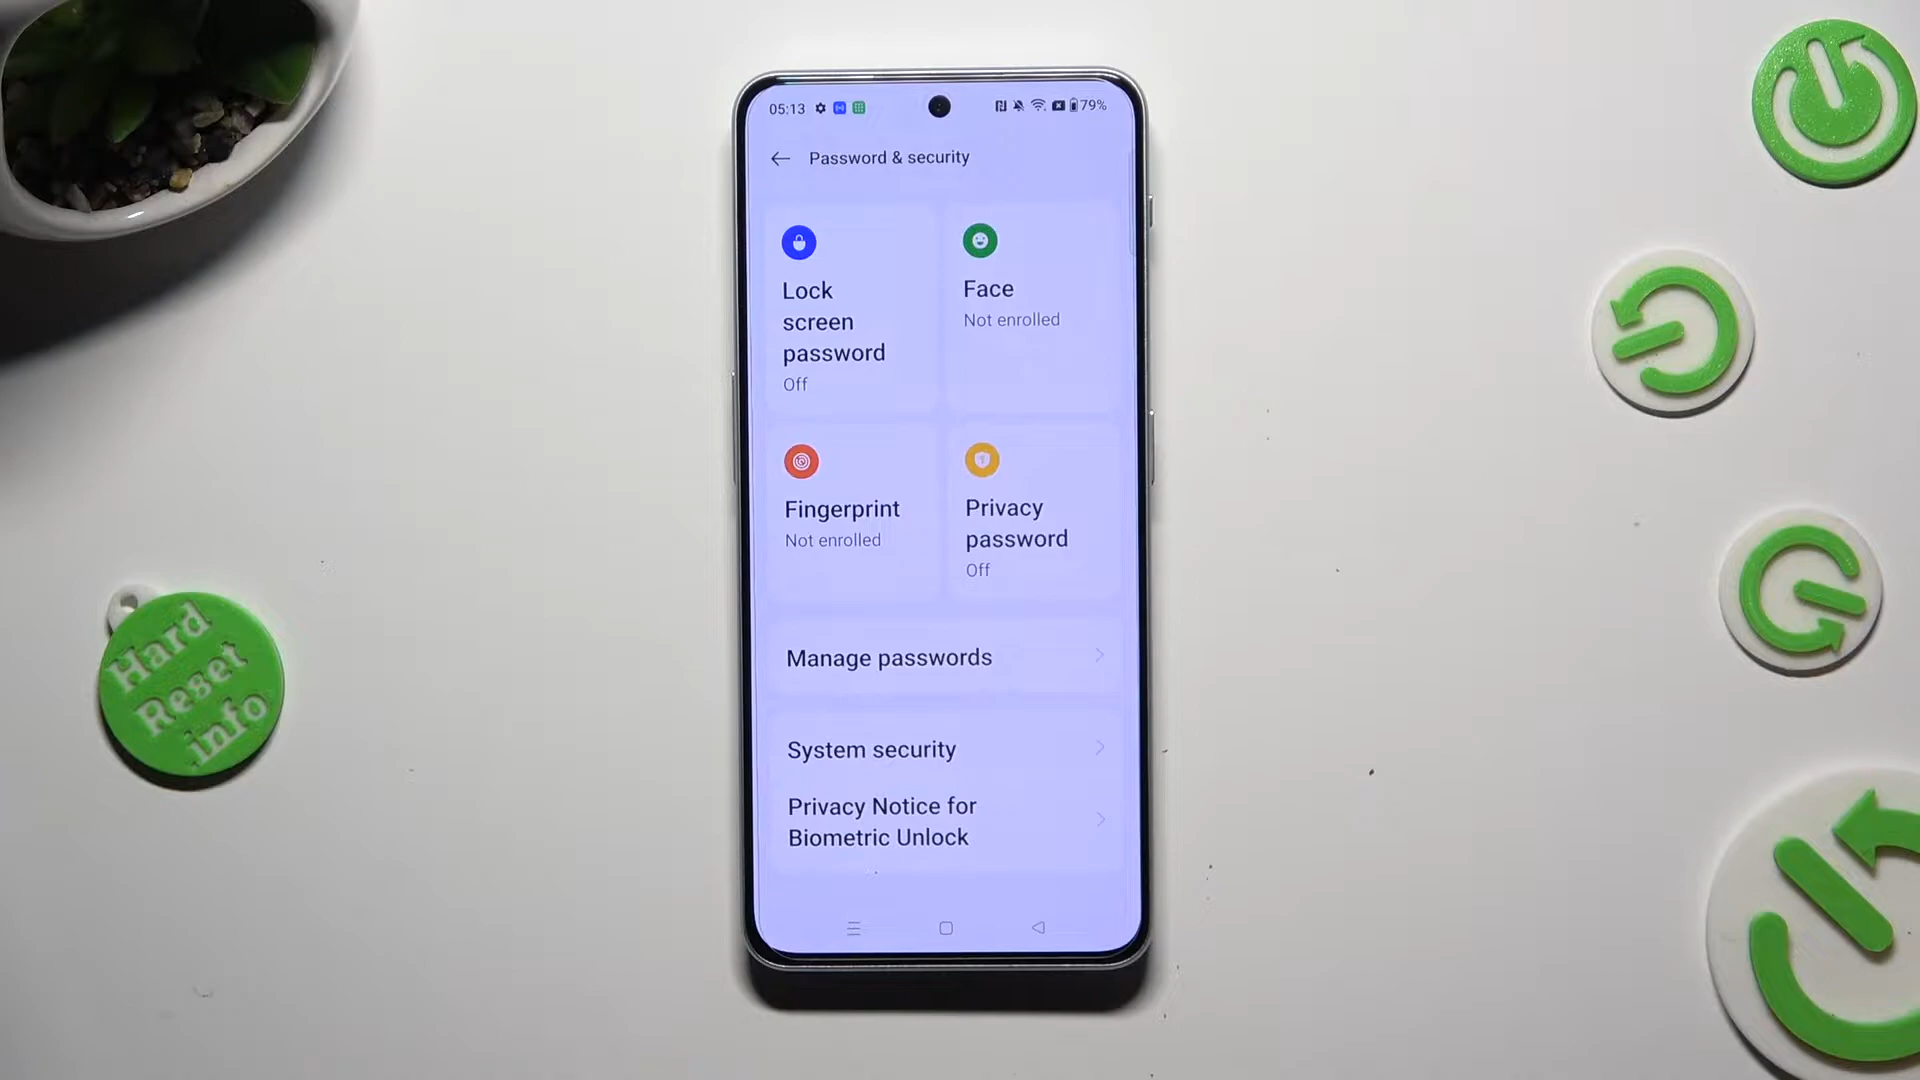 05:13
79%
Password & security
Lock
screen
password
Off
Face
Not enrolled
Fingerprint
Not enrolled
Privacy
password
Off
Manage passwords
System security
Privacy Notice for
Biometric Unlock
Hard
Reset
info